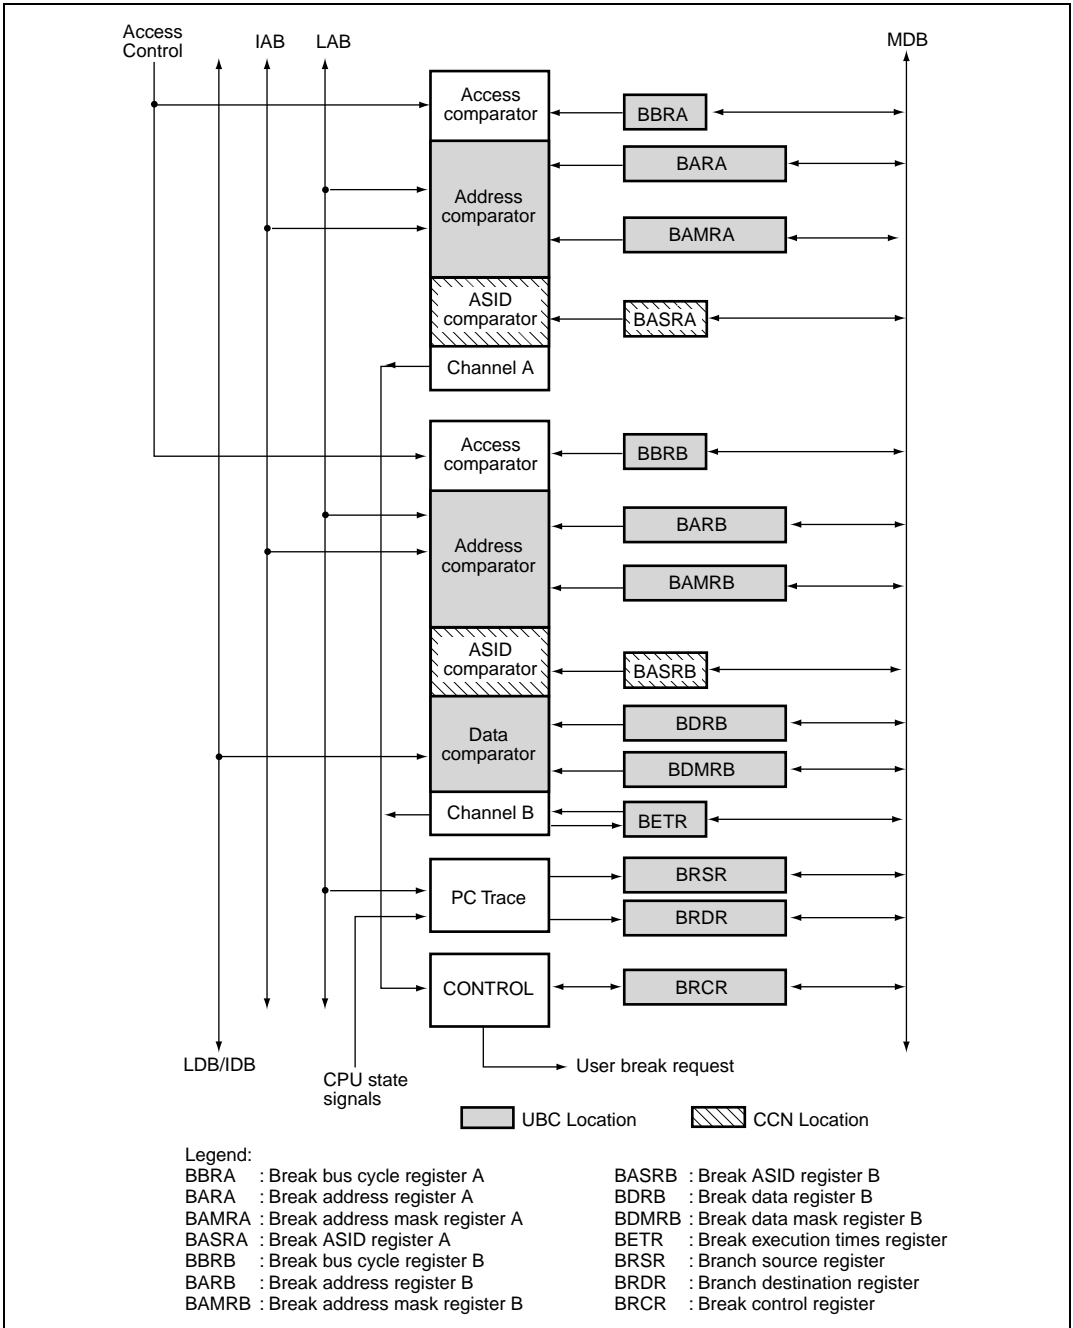 Access
Control
IAB
LAB
MDB
Access
comparator
BBRA
BARA
Address
comparator
BAMRA
ASID
comparator
BASRA
Channel A
Access
comparator
BBRB
BARB
Address
comparator
BAMRB
ASID
comparator
BASRB
BDRB
Data
comparator
BDMRB
Channel B
BETR
BRSR
PC Trace
BRDR
CONTROL
BRCR
LDB/IDB
CPU state
signals
User break request
UBC Location
CCN Location
Legend:
BBRA : Break bus cycle register A
BARA : Break address register A
BAMRA : Break address mask register A
BASRA : Break ASID register A
BBRB : Break bus cycle register B
BARB : Break address register B
BAMRB : Break address mask register B
BASRB : Break ASID register B
BDRB : Break data register B
BDMRB : Break data mask register B
BETR : Break execution times register
BRSR : Branch source register
BRDR : Branch destination register
BRCR : Break control register